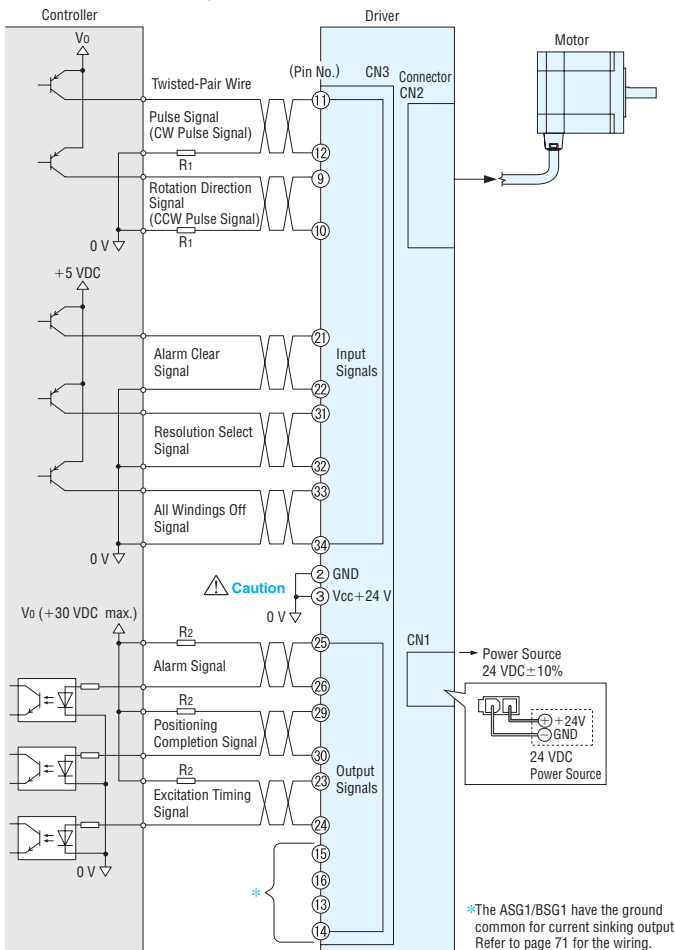 Controller
Driver
Vo
Motor
(Pin No.)
CN3
Connector
CN2
Twisted-Pair Wire
11
Pulse Signal
(CW Pulse Signal)
12
R1
9
Rotation Direction
Signal
(CCW Pulse Signal)
10
R1
0 V
+5 VDC
21
Alarm Clear
Signal
Input
Signals
22
31
Resolution Select
Signal
32
33
All Windings Off
Signal
34
0 V
2 GND
Caution
3 Vcc+24 V
0 V
Vo (+30 VDC max.)
R2
25
CN1
Power Source
24 VDC±10%
Alarm Signal
26
R2
29
+24V
GND
Positioning
Completion Signal
24 VDC
Power Source
30
R2
23
Output
Signals
Excitation Timing
Signal
24
15
0 V
16
*
13
14
*The ASG1/BSG1 have the ground
common for current sinking output
Refer to page 71 for the wiring.